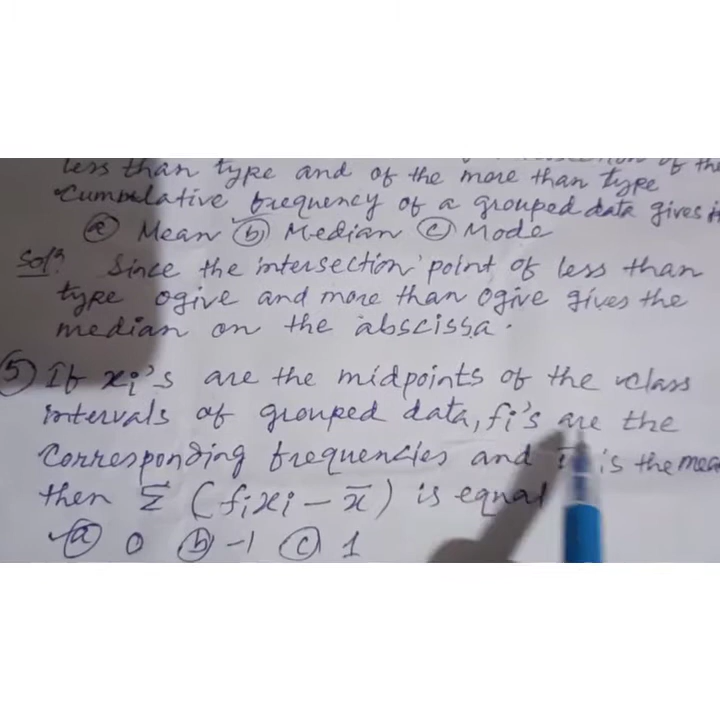 of the
less than type and of the more than type
Cumulative frequency of a grouped data gives
(a) Mean (b) Median (c) Mode
Sol? Since the intersection point of less than
type ogive and more than ogive gives the
median on the abscissa.
(5) If xi's are the midpoints of the class
intervals of grouped data, fi's are the
Corresponding frequencies and is the mea
then Σ (fixi - x̄) is equal
(a) 0 (b) -1 (c) 1